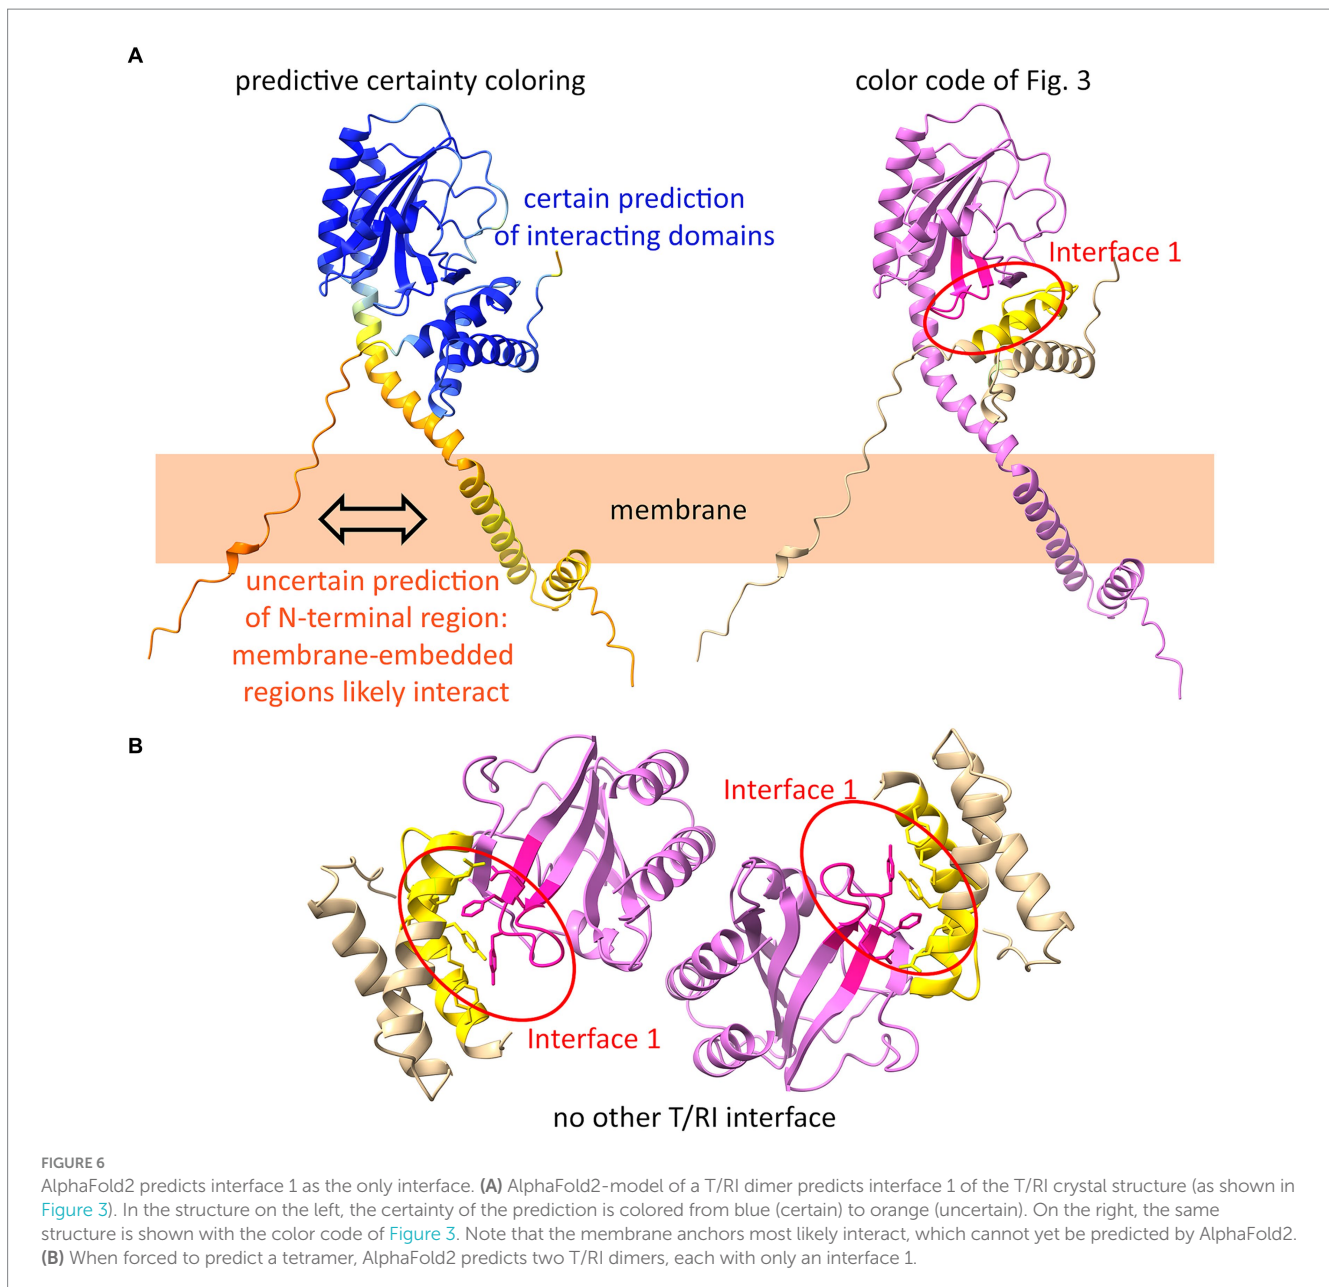 A
predictive certainty coloring
color code of Fig. 3
certain prediction
of interacting domains
Interface 1
membrane
uncertain prediction
of N-terminal region:
membrane-embedded
regions likely interact
B
Interface 1
Interface 1
no other T/RI interface
FIGURE 6
AlphaFold2 predicts interface 1 as the only interface. (A) AlphaFold2-model of a T/RI dimer predicts interface 1 of the T/RI crystal structure (as shown in
Figure 3). In the structure on the left, the certainty of the prediction is colored from blue (certain) to orange (uncertain). On the right, the same
structure is shown with the color code of Figure 3. Note that the membrane anchors most likely interact, which cannot yet be predicted by AlphaFold2.
(B) When forced to predict a tetramer, AlphaFold2 predicts two T/RI dimers, each with only an interface 1.